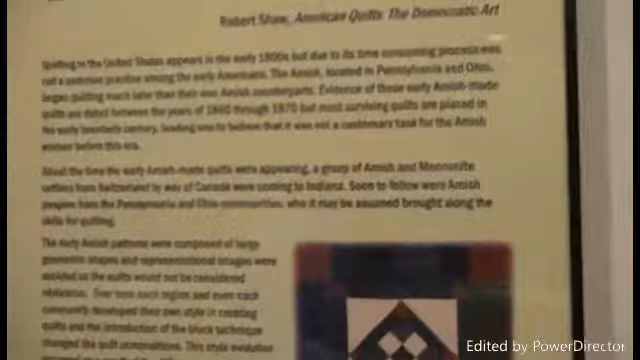 Robert Shaw, American Quilts: The Democratic Art
Quilting in the United States appears in the early 1800s but due to its time consuming process was
not a common practice among the early Americans. The Amish, located in Pennsylvania and Ohio,
began quilting much later than their non Amish counterparts. Evidence of these early Amish-made
quilts are dated between the years of 1860 through 1870 but most surviving quilts are placed in
the early twentieth century, leading one to believe that it was not a customary task for the Amish
women before this era.
About the time the early Amish-made quilts were appearing, a group of Amish and Mennonite
settlers from Switzerland by way of Canada were coming to Indiana. Soon to follow were Amish
peoples from the Pennsylvania and Ohio communities, who it may be assumed brought along the
skills for quilting.
The early Amish patterns were composed of large
geometric shapes and representational images were
avoided as the quilts would not be considered
Over time each region and even each
community developed their own style in creating
quilts and the introduction of the block technique
changed the quilt compositions. This style evolution
Edited by PowerDirector